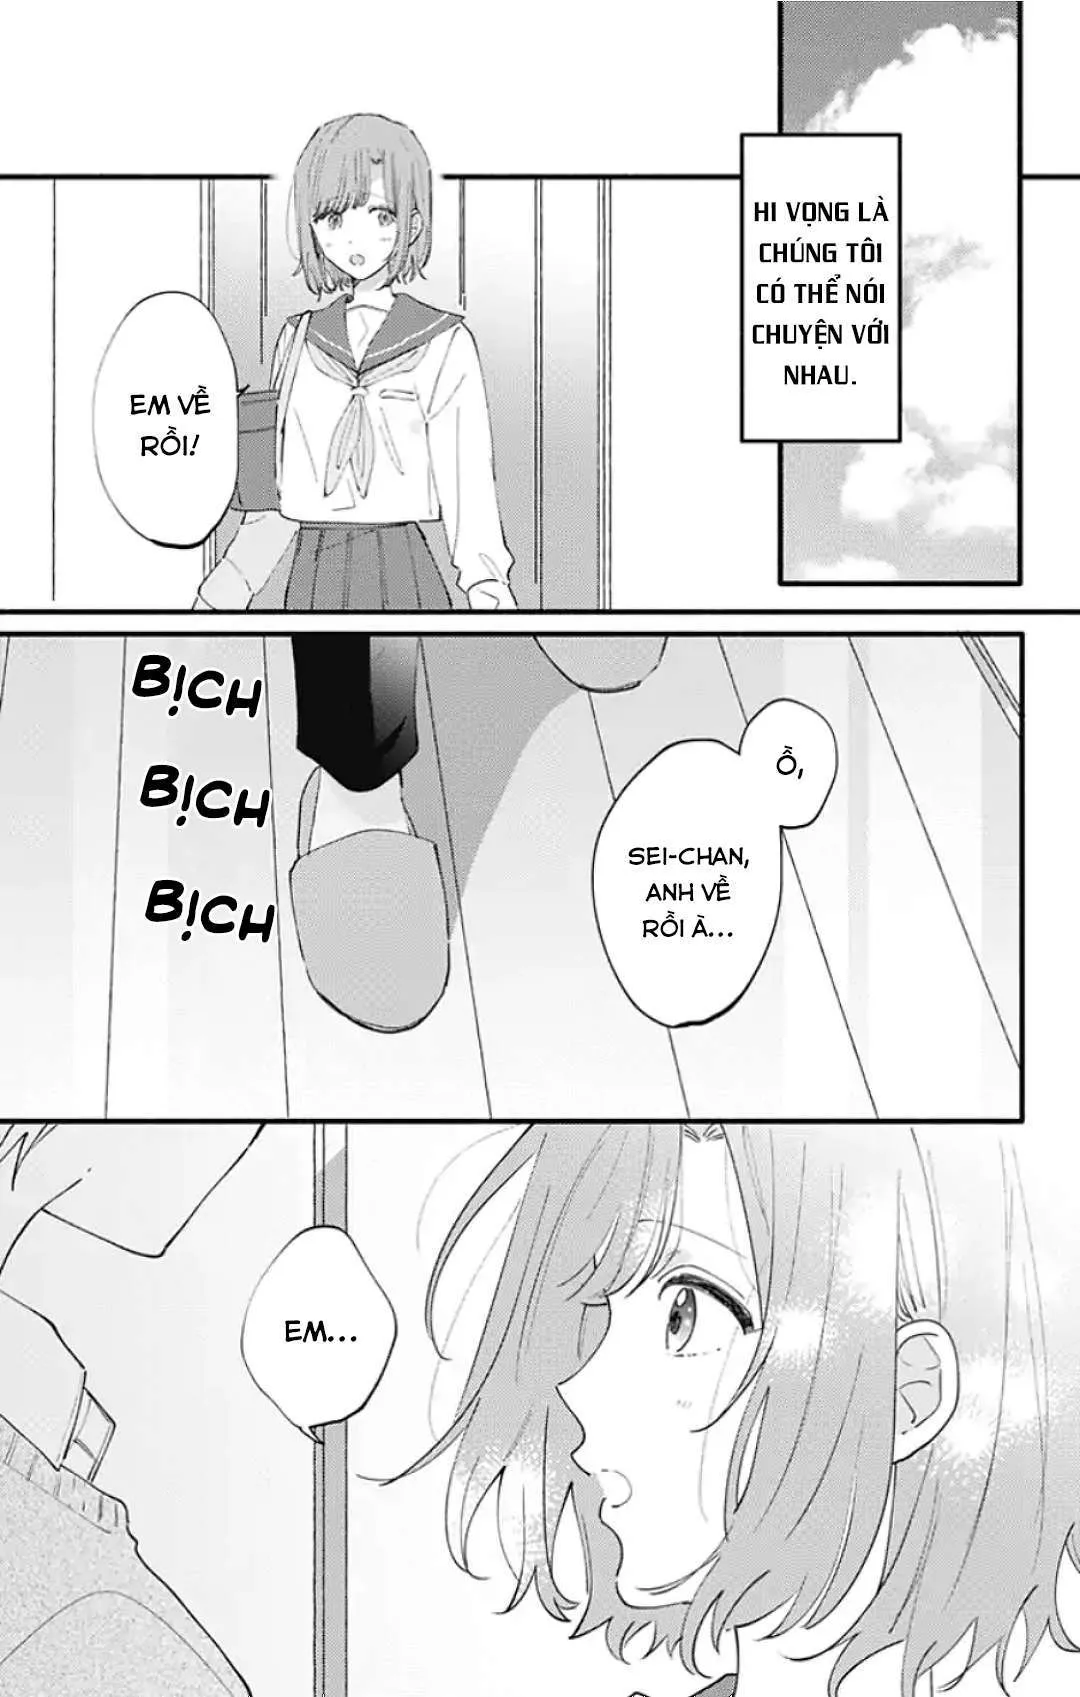 HI VỌNG LÀ
CHÚNG TÔI
CÓ THỂ NÓI
CHUYỆN VỚI
NHAU.
EM VỀ
RỒI!
Ồ,
SEI-CHAN,
ANH VỀ
RỒI À...
BỊCH
BỊCH
BỊCH
EM...